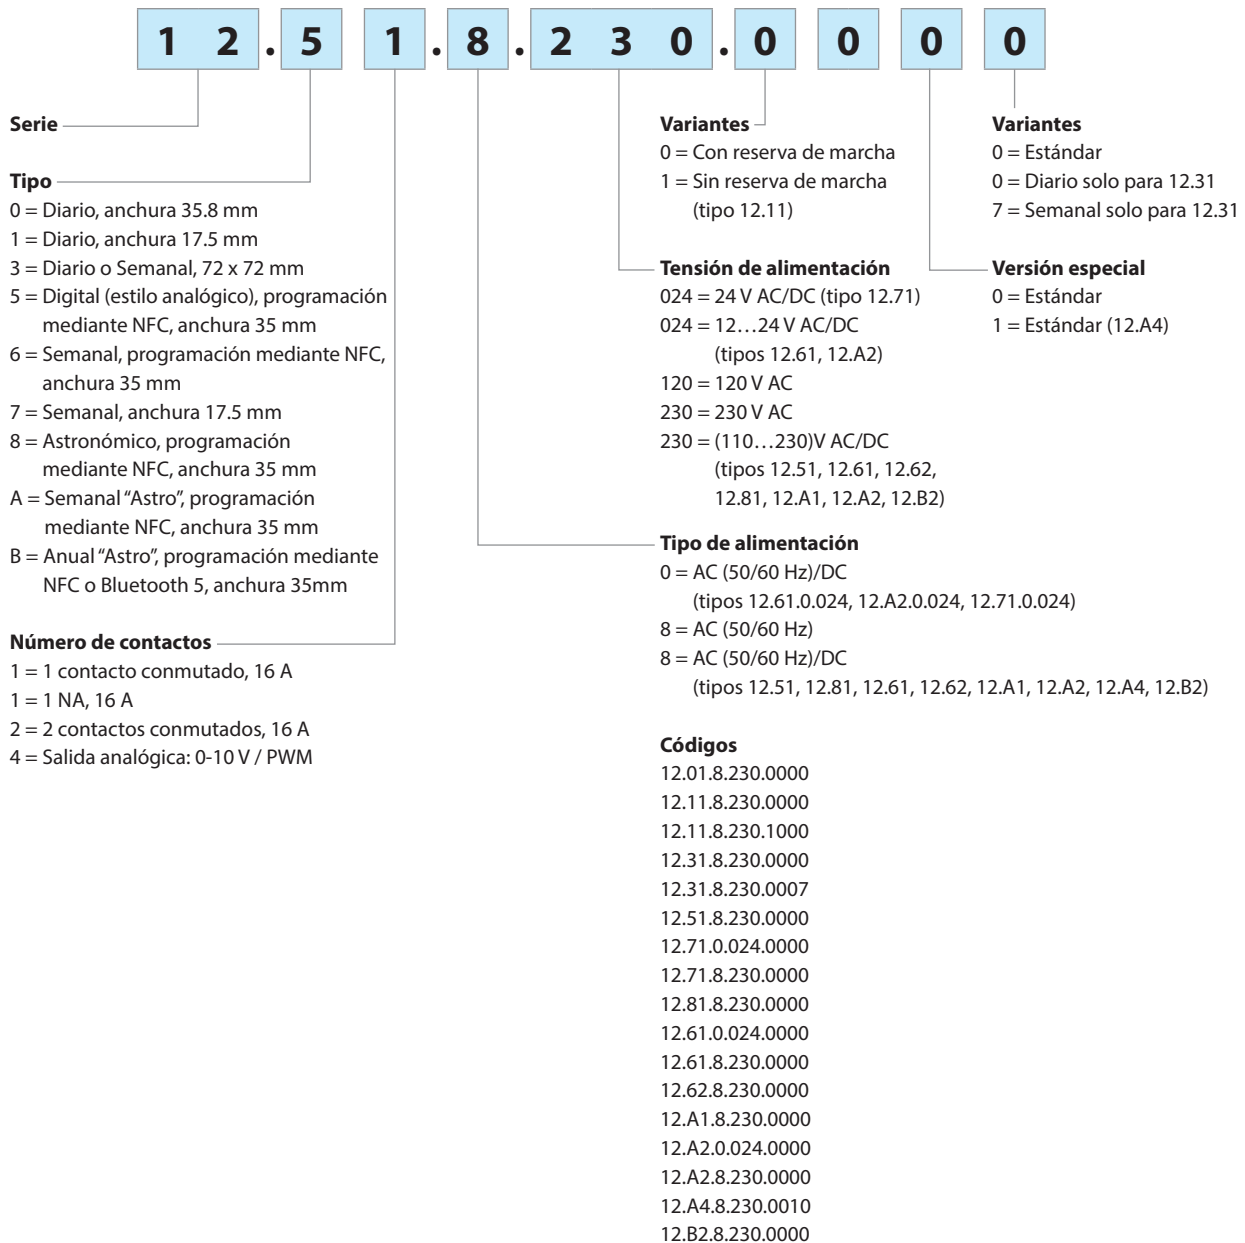 1 2 . 5 1 . 8 . 2 3 0 . 0 0 0 0
Serie
Tipo
0 = Diario, anchura 35.8 mm
1 = Diario, anchura 17.5 mm
3 = Diario o Semanal, 72 x 72 mm
5 = Digital (estilo analógico), programación
mediante NFC, anchura 35 mm
6 = Semanal, programación mediante NFC,
anchura 35 mm
7 = Semanal, anchura 17.5 mm
8 = Astronómico, programación
mediante NFC, anchura 35 mm
A = Semanal “Astro”, programación
mediante NFC, anchura 35 mm
B = Anual “Astro”, programación mediante
NFC o Bluetooth 5, anchura 35mm
Número de contactos
1 = 1 contacto conmutado, 16 A
1 = 1 NA, 16 A
2 = 2 contactos conmutados, 16 A
4 = Salida analógica: 0-10 V / PWM
Variantes
0 = Con reserva de marcha
1 = Sin reserva de marcha
(tipo 12.11)
Tensión de alimentación
024 = 24 V AC/DC (tipo 12.71)
024 = 12…24 V AC/DC
(tipos 12.61, 12.A2)
120 = 120 V AC
230 = 230 V AC
230 = (110…230)V AC/DC
(tipos 12.51, 12.61, 12.62,
12.81, 12.A1, 12.A2, 12.B2)
Variantes
0 = Estándar
0 = Diario solo para 12.31
7 = Semanal solo para 12.31
Versión especial
0 = Estándar
1 = Estándar (12.A4)
Tipo de alimentación
0 = AC (50/60 Hz)/DC
(tipos 12.61.0.024, 12.A2.0.024, 12.71.0.024)
8 = AC (50/60 Hz)
8 = AC (50/60 Hz)/DC
(tipos 12.51, 12.81, 12.61, 12.62, 12.A1, 12.A2, 12.A4, 12.B2)
Códigos
12.01.8.230.0000
12.11.8.230.0000
12.11.8.230.1000
12.31.8.230.0000
12.31.8.230.0007
12.51.8.230.0000
12.71.0.024.0000
12.71.8.230.0000
12.81.8.230.0000
12.61.0.024.0000
12.61.8.230.0000
12.62.8.230.0000
12.A1.8.230.0000
12.A2.0.024.0000
12.A2.8.230.0000
12.A4.8.230.0010
12.B2.8.230.0000